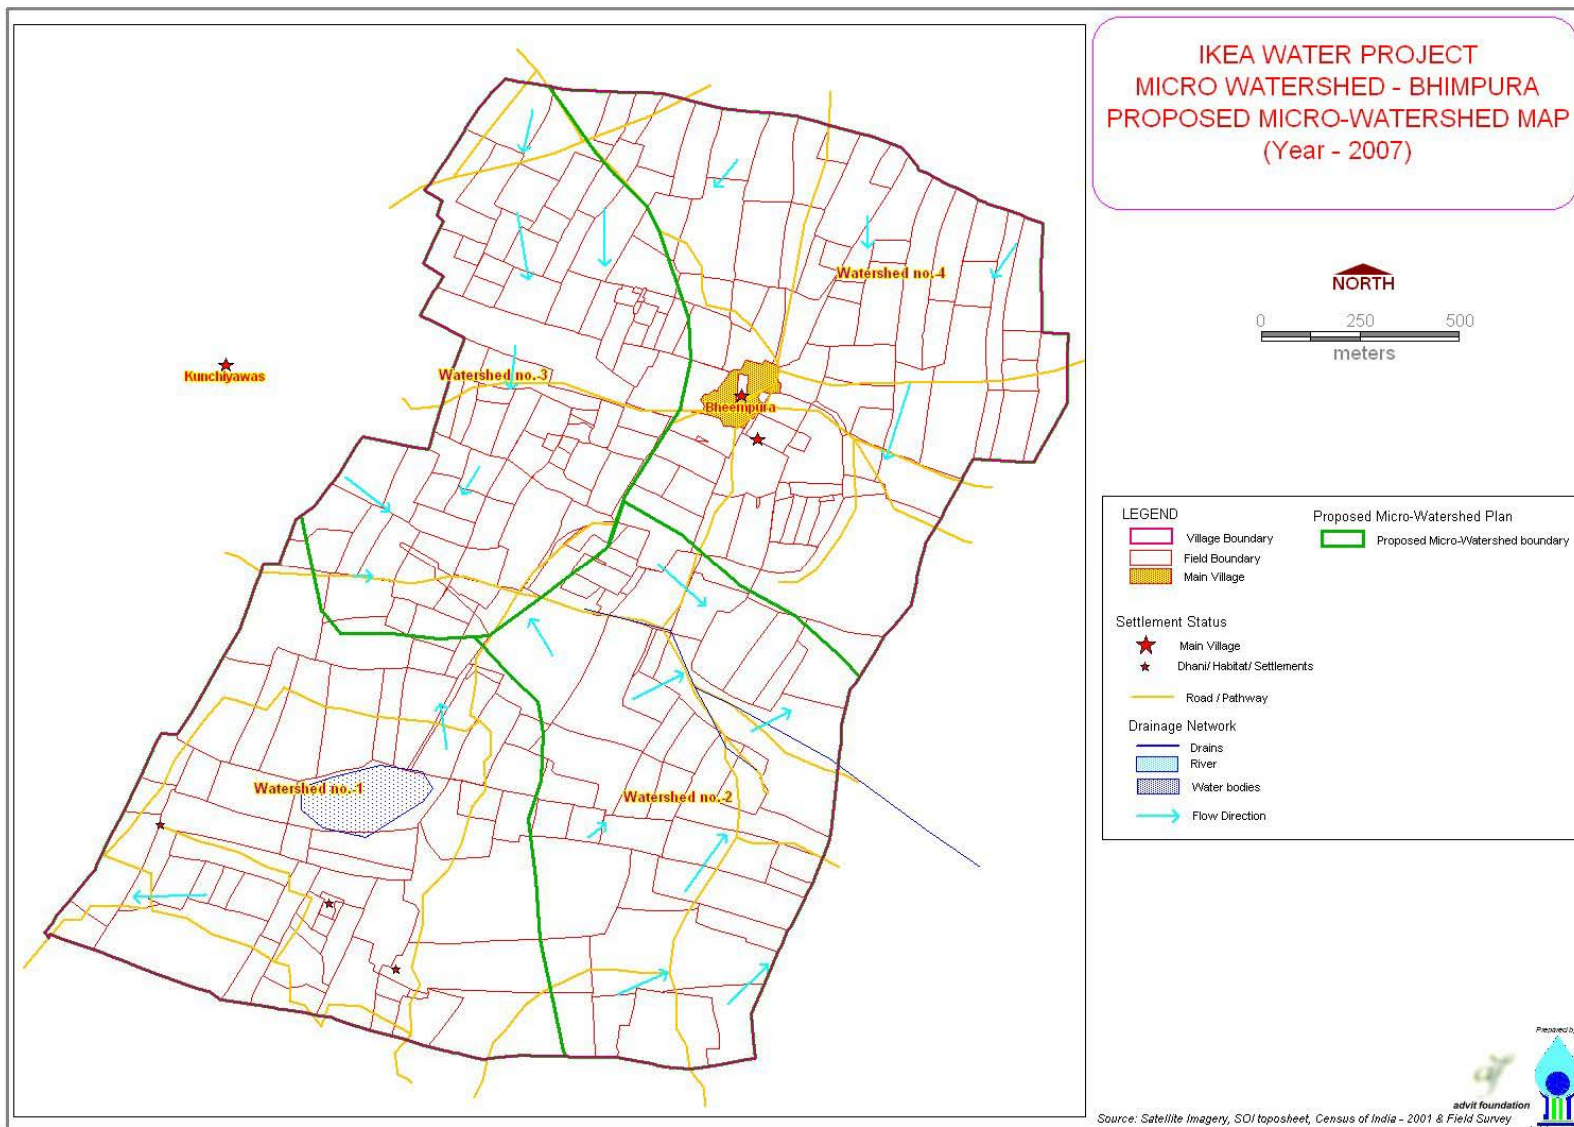 IKEA WATER PROJECT
MICRO WATERSHED - BHIMPURA
PROPOSED MICRO-WATERSHED MAP
(Year - 2007)
NORTH
0 250 500
meters
Watershed no.-4
Kunchiyawas
Watershed no.-3
Bheempura
Watershed no.-1
Watershed no.-2
LEGEND
Village Boundary
Field Boundary
Main Village
Proposed Micro-Watershed Plan
Proposed Micro-Watershed boundary
Settlement Status
Main Village
Dhani/ Habitat/ Settlements
Road / Pathway
Drainage Network
Drains
River
Water bodies
Flow Direction
Prepared by
advit foundation
Source: Satellite Imagery, SOI toposheet, Census of India - 2001 & Field Survey